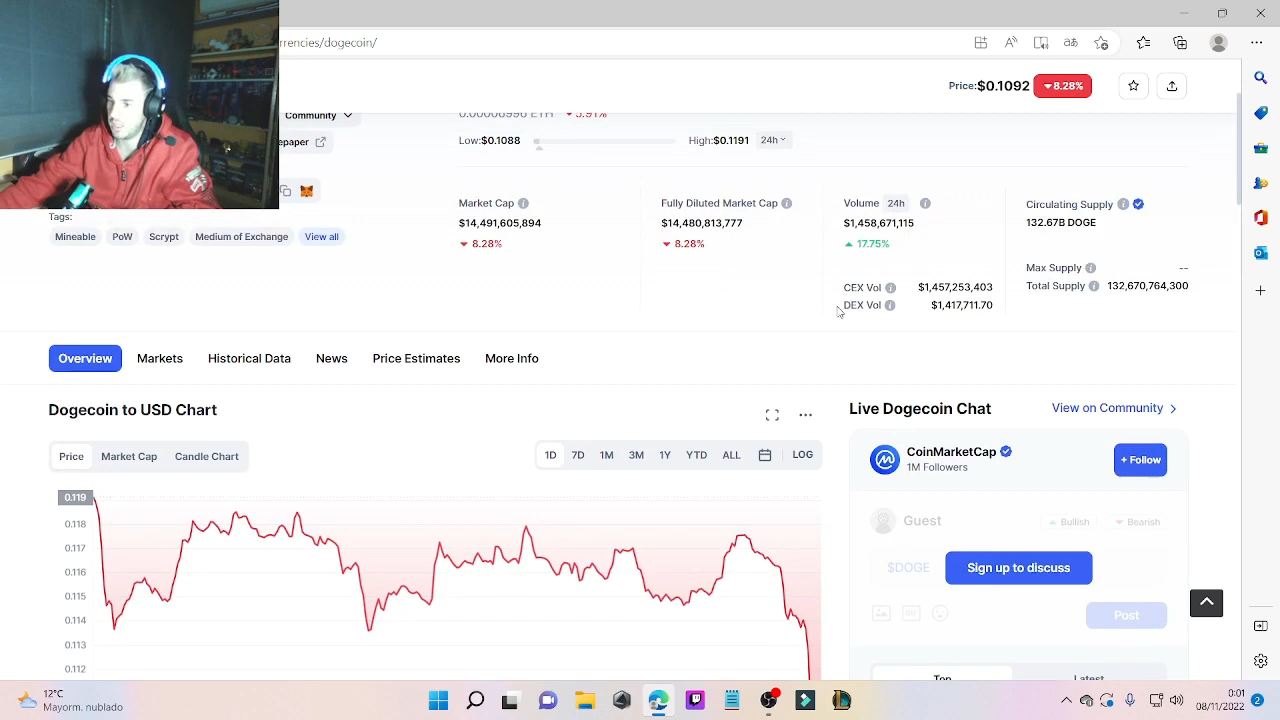 rrencies/dogecoin/
Price:$0.1092 8.28%
Community
0.00006996 ETH 5.91%
epaper
Low:$0.1088 High:$0.1191 24h
Tags:
Mineable PoW Scrypt Medium of Exchange View all
Market Cap
$14,491,605,894
8.28%
Fully Diluted Market Cap
$14,480,813,777
8.28%
Volume 24h
$1,458,671,115
17.75%
CEX Vol $1,457,253,403
DEX Vol $1,417,711.70
Circulating Supply
132.67B DOGE
Max Supply --
Total Supply 132,670,764,300
Overview Markets Historical Data News Price Estimates More Info
Dogecoin to USD Chart
Price Market Cap Candle Chart
1D 7D 1M 3M 1Y YTD ALL LOG
0.119
0.118
0.117
0.116
0.115
0.114
0.113
0.112
Live Dogecoin Chat
View on Community
CoinMarketCap
1M Followers
+ Follow
Guest
Bullish Bearish
$DOGE
Sign up to discuss
GIF
Post
Top Latest
12°C
Mayorm. nublado
0:01
08/11/2022
2